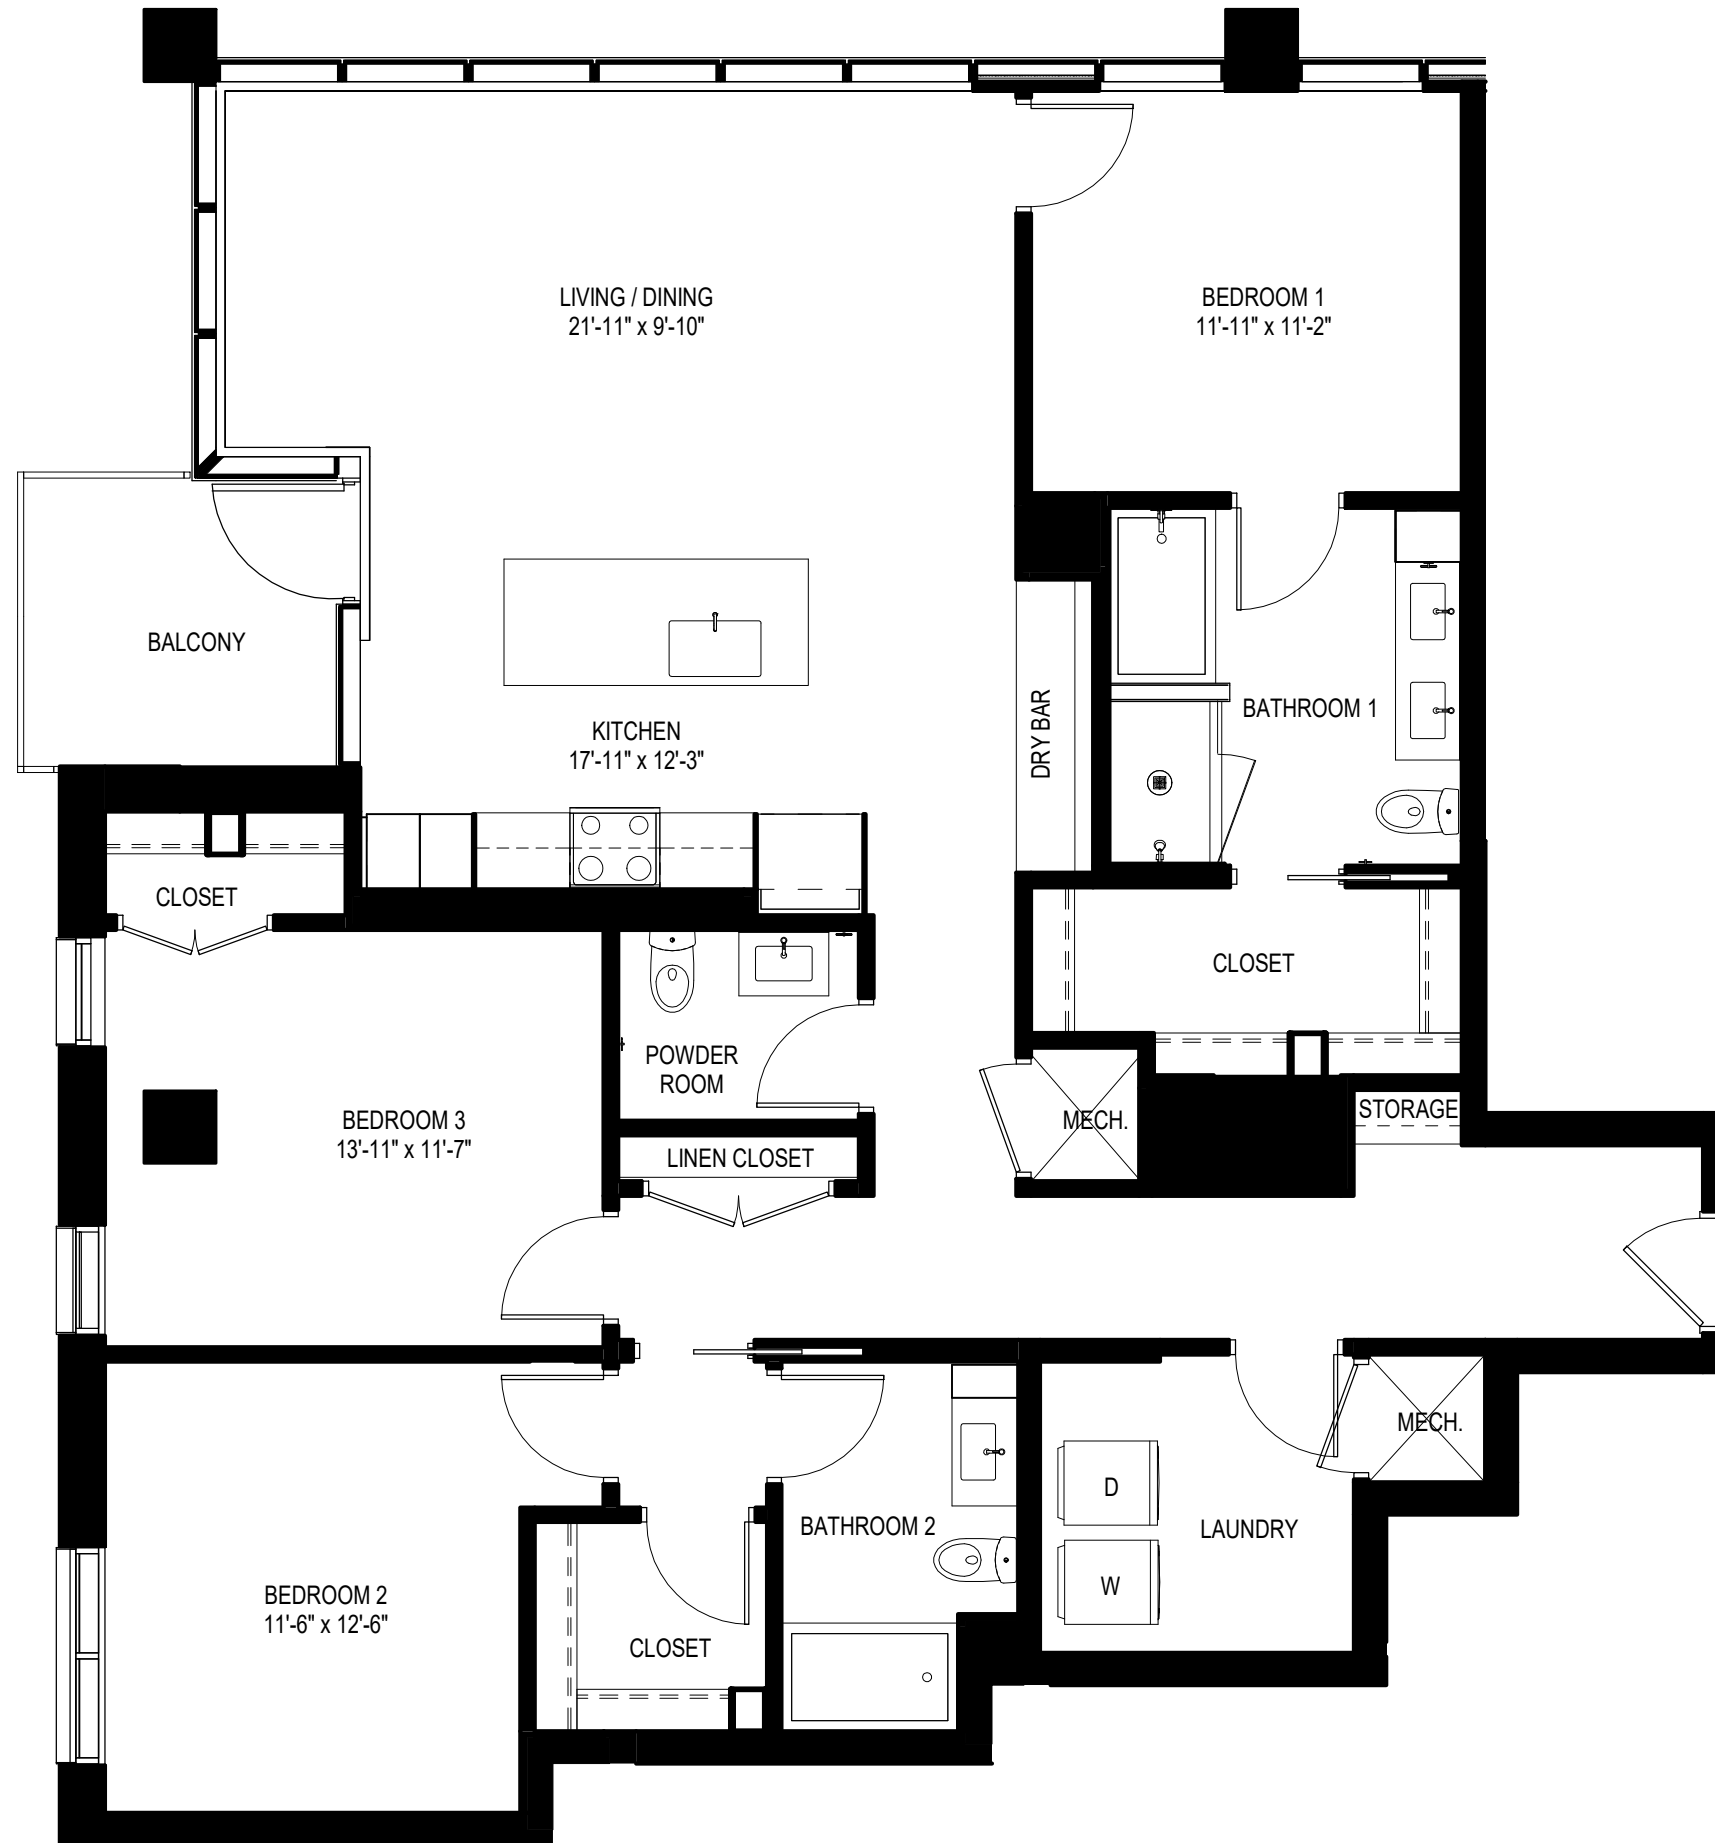 LIVING / DINING
21'-11" x 9'-10"
BEDROOM 1
11'-11" x 11'-2"
BALCONY
KITCHEN
17'-11" x 12'-3"
DRY BAR
BATHROOM 1
CLOSET
CLOSET
POWDER
ROOM
BEDROOM 3
13'-11" x 11'-7"
LINEN CLOSET
MECH.
STORAGE
MECH.
D
W
LAUNDRY
BATHROOM 2
BEDROOM 2
11'-6" x 12'-6"
CLOSET